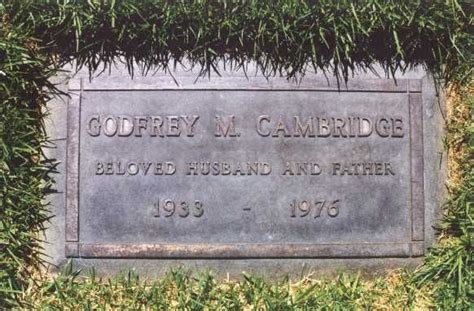 GODFREY M. CAMBRIDGE
BELOVED HUSBAND AND FATHER
1933 - 1976